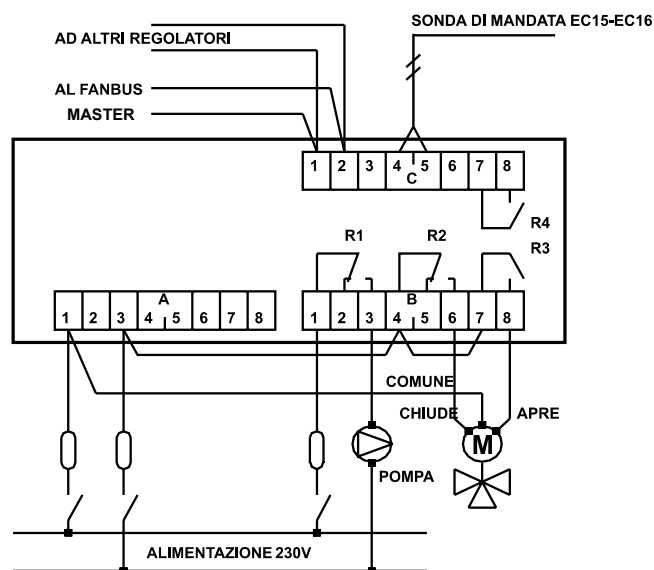 SONDA DI MANDATA EC15-EC16
AD ALTRI REGOLATORI
AL FANBUS
MASTER
1 2 3 4 5 6 7 8
C
R4
R1 R2 R3
A B
1 2 3 4 5 6 7 8 1 2 3 4 5 6 7 8
COMUNE
CHIUDE APRE
M
POMPA
ALIMENTAZIONE 230V